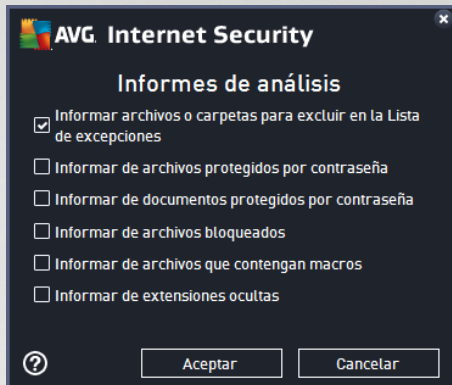 AVG. Internet Security
Informes de análisis
Informar archivos o carpetas para excluir en la Lista
de excepciones
Informar de archivos protegidos por contraseña
Informar de documentos protegidos por contraseña
Informar de archivos bloqueados
Informar de archivos que contengan macros
Informar de extensiones ocultas
?
Aceptar
Cancelar